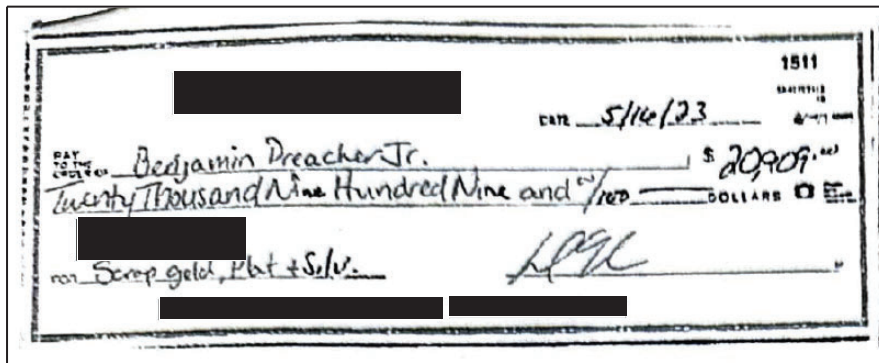 1511
DATE 5/16/23
PAY TO THE ORDER OF Benjamin Dreacher Jr. $ 20,909.00
Twenty Thousand Nine Hundred Nine and 00/100 DOLLARS
FOR Scrap gold, Plat + Silv.